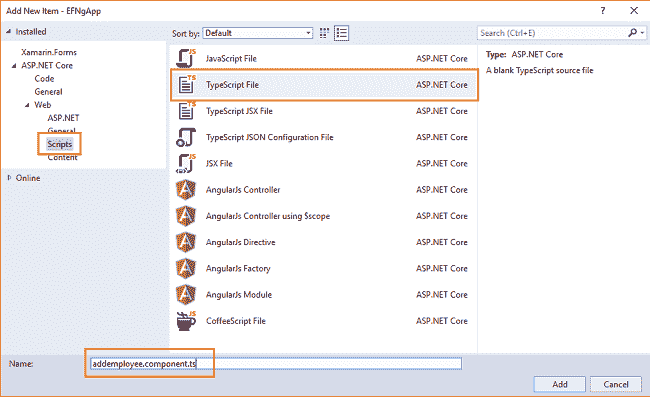 Add New Item - EFNgApp
Installed
Xamarin.Forms
ASP.NET Core
Code
General
Web
ASP.NET
General
Scripts
Content
Online
Sort by: Default
JavaScript File ASP.NET Core
TypeScript File ASP.NET Core
TypeScript JSX File ASP.NET Core
TypeScript JSON Configuration File ASP.NET Core
JSX File ASP.NET Core
AngularJs Controller ASP.NET Core
AngularJs Controller using $scope ASP.NET Core
AngularJs Directive ASP.NET Core
AngularJs Factory ASP.NET Core
AngularJs Module ASP.NET Core
CoffeeScript File ASP.NET Core
Search (Ctrl+E)
Type: ASP.NET Core
A blank TypeScript source file
Name: addemployee.component.ts
Add Cancel